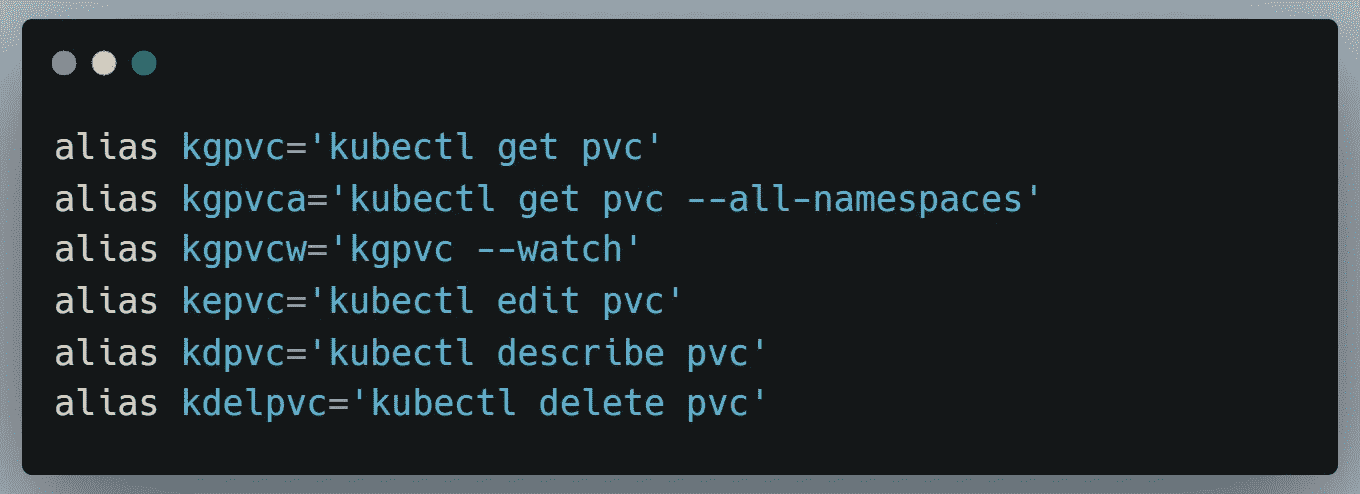 alias kgpvc='kubectl get pvc'
alias kgpvca='kubectl get pvc --all-namespaces'
alias kgpvcw='kgpvc --watch'
alias kepvc='kubectl edit pvc'
alias kdpvc='kubectl describe pvc'
alias kdelpvc='kubectl delete pvc'